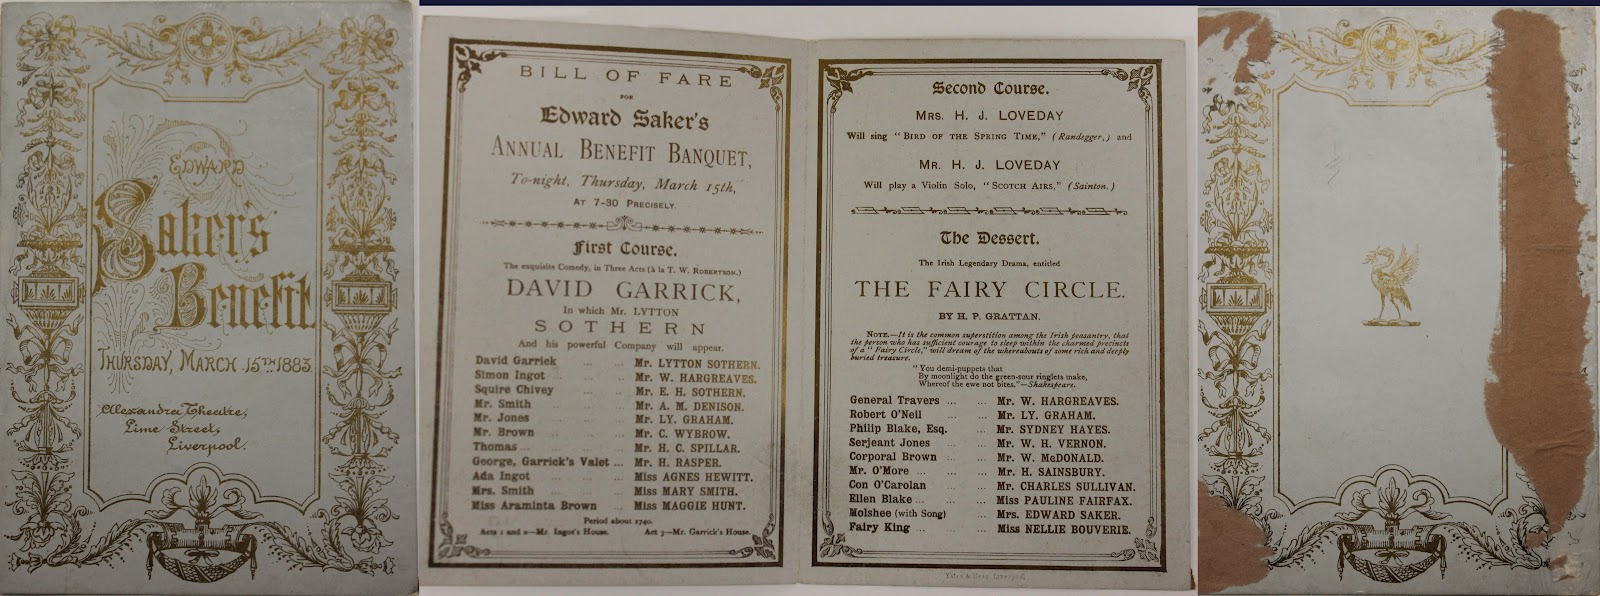 EDWARD
Saker's
Benefit.
THURSDAY, MARCH 15TH 1883.
Alexandra Theatre,
Lime Street,
Liverpool.
BILL OF FARE
FOR
Edward Saker's
ANNUAL BENEFIT BANQUET,
To-night, Thursday, March 15th,
AT 7-30 PRECISELY.
First Course.
The exquisite Comedy, in Three Acts (à la T. W. ROBERTSON.)
DAVID GARRICK,
In which Mr. LYTTON
SOTHERN
And his powerful Company will appear.
David Garrick ... ... Mr. LYTTON SOTHERN.
Simon Ingot ... ... Mr. W. HARGREAVES.
Squire Chivey ... ... Mr. E. H. SOTHERN.
Mr. Smith ... ... Mr. A. M. DENISON.
Mr. Jones ... ... Mr. LY. GRAHAM.
Mr. Brown ... ... Mr. C. WYBROW.
Thomas ... ... Mr. H. C. SPILLAR.
George, Garrick's Valet ... Mr. H. RASPER.
Ada Ingot ... ... Miss AGNES HEWITT.
Mrs. Smith ... ... Miss MARY SMITH.
Miss Araminta Brown ... Miss MAGGIE HUNT.
Period about 1740.
Acts 1 and 2—Mr. Ingot's House. Act 3—Mr. Garrick's House.
Second Course.
MRS. H. J. LOVEDAY
Will sing "BIRD OF THE SPRING TIME," (Randegger,) and
MR. H. J. LOVEDAY
Will play a Violin Solo, "SCOTCH AIRS," (Sainton.)
The Dessert.
The Irish Legendary Drama, entitled
THE FAIRY CIRCLE.
BY H. P. GRATTAN.
NOTE.—It is the common superstition among the Irish peasantry, that
the person who has sufficient courage to sleep within the charmed precincts
of a "Fairy Circle," will dream of the whereabouts of some rich and deeply
buried treasure.
"You demi-puppets that
By moonlight do the green-sour ringlets make,
Whereof the ewe not bites."—Shakespeare.
General Travers ... ... Mr. W. HARGREAVES.
Robert O'Neil ... ... Mr. LY. GRAHAM.
Philip Blake, Esq. ... ... Mr. SYDNEY HAYES.
Serjeant Jones ... ... Mr. W. H. VERNON.
Corporal Brown ... ... Mr. W. McDONALD.
Mr. O'More ... ... Mr. H. SAINSBURY.
Con O'Carolan ... ... Mr. CHARLES SULLIVAN.
Ellen Blake ... ... Miss PAULINE FAIRFAX.
Molshee (with Song) ... Mrs. EDWARD SAKER.
Fairy King ... ... Miss NELLIE BOUVERIE.